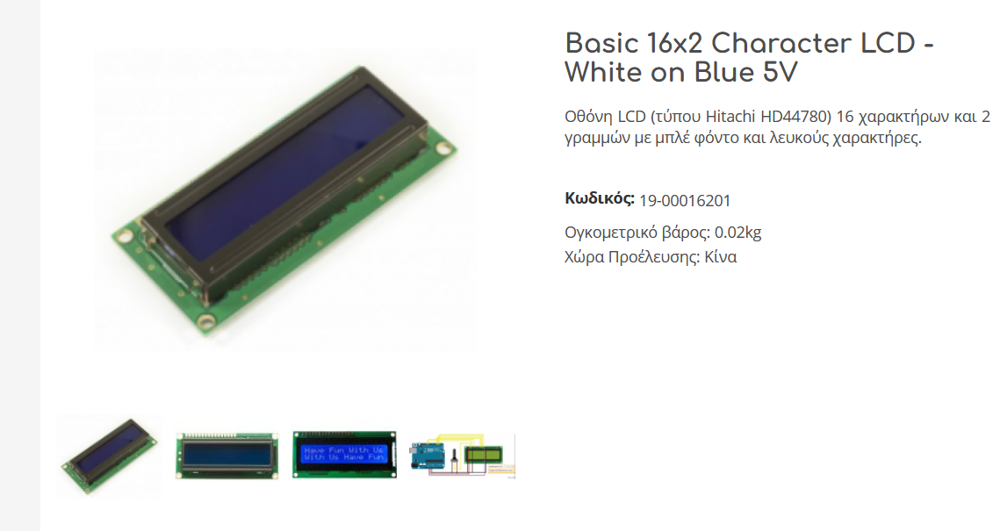 Basic 16x2 Character LCD -
White on Blue 5V
Οθόνη LCD (τύπου Hitachi HD44780) 16 χαρακτήρων και 2
γραμμών με μπλέ φόντο και λευκούς χαρακτήρες.
Κωδικός: 19-00016201
Ογκομετρικό βάρος: 0.02kg
Χώρα Προέλευσης: Κίνα
Have Fun With Us
With Us Have Fun